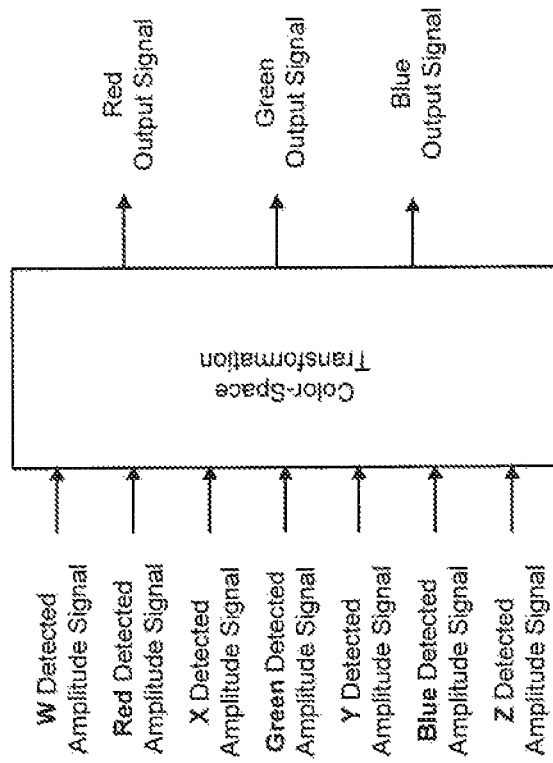 W Detected
Amplitude Signal
Red Detected
Amplitude Signal
X Detected
Amplitude Signal
Green Detected
Amplitude Signal
Y Detected
Amplitude Signal
Blue Detected
Amplitude Signal
Z Detected
Amplitude Signal
Color-Space
Transformation
Red
Output Signal
Green
Output Signal
Blue
Output Signal